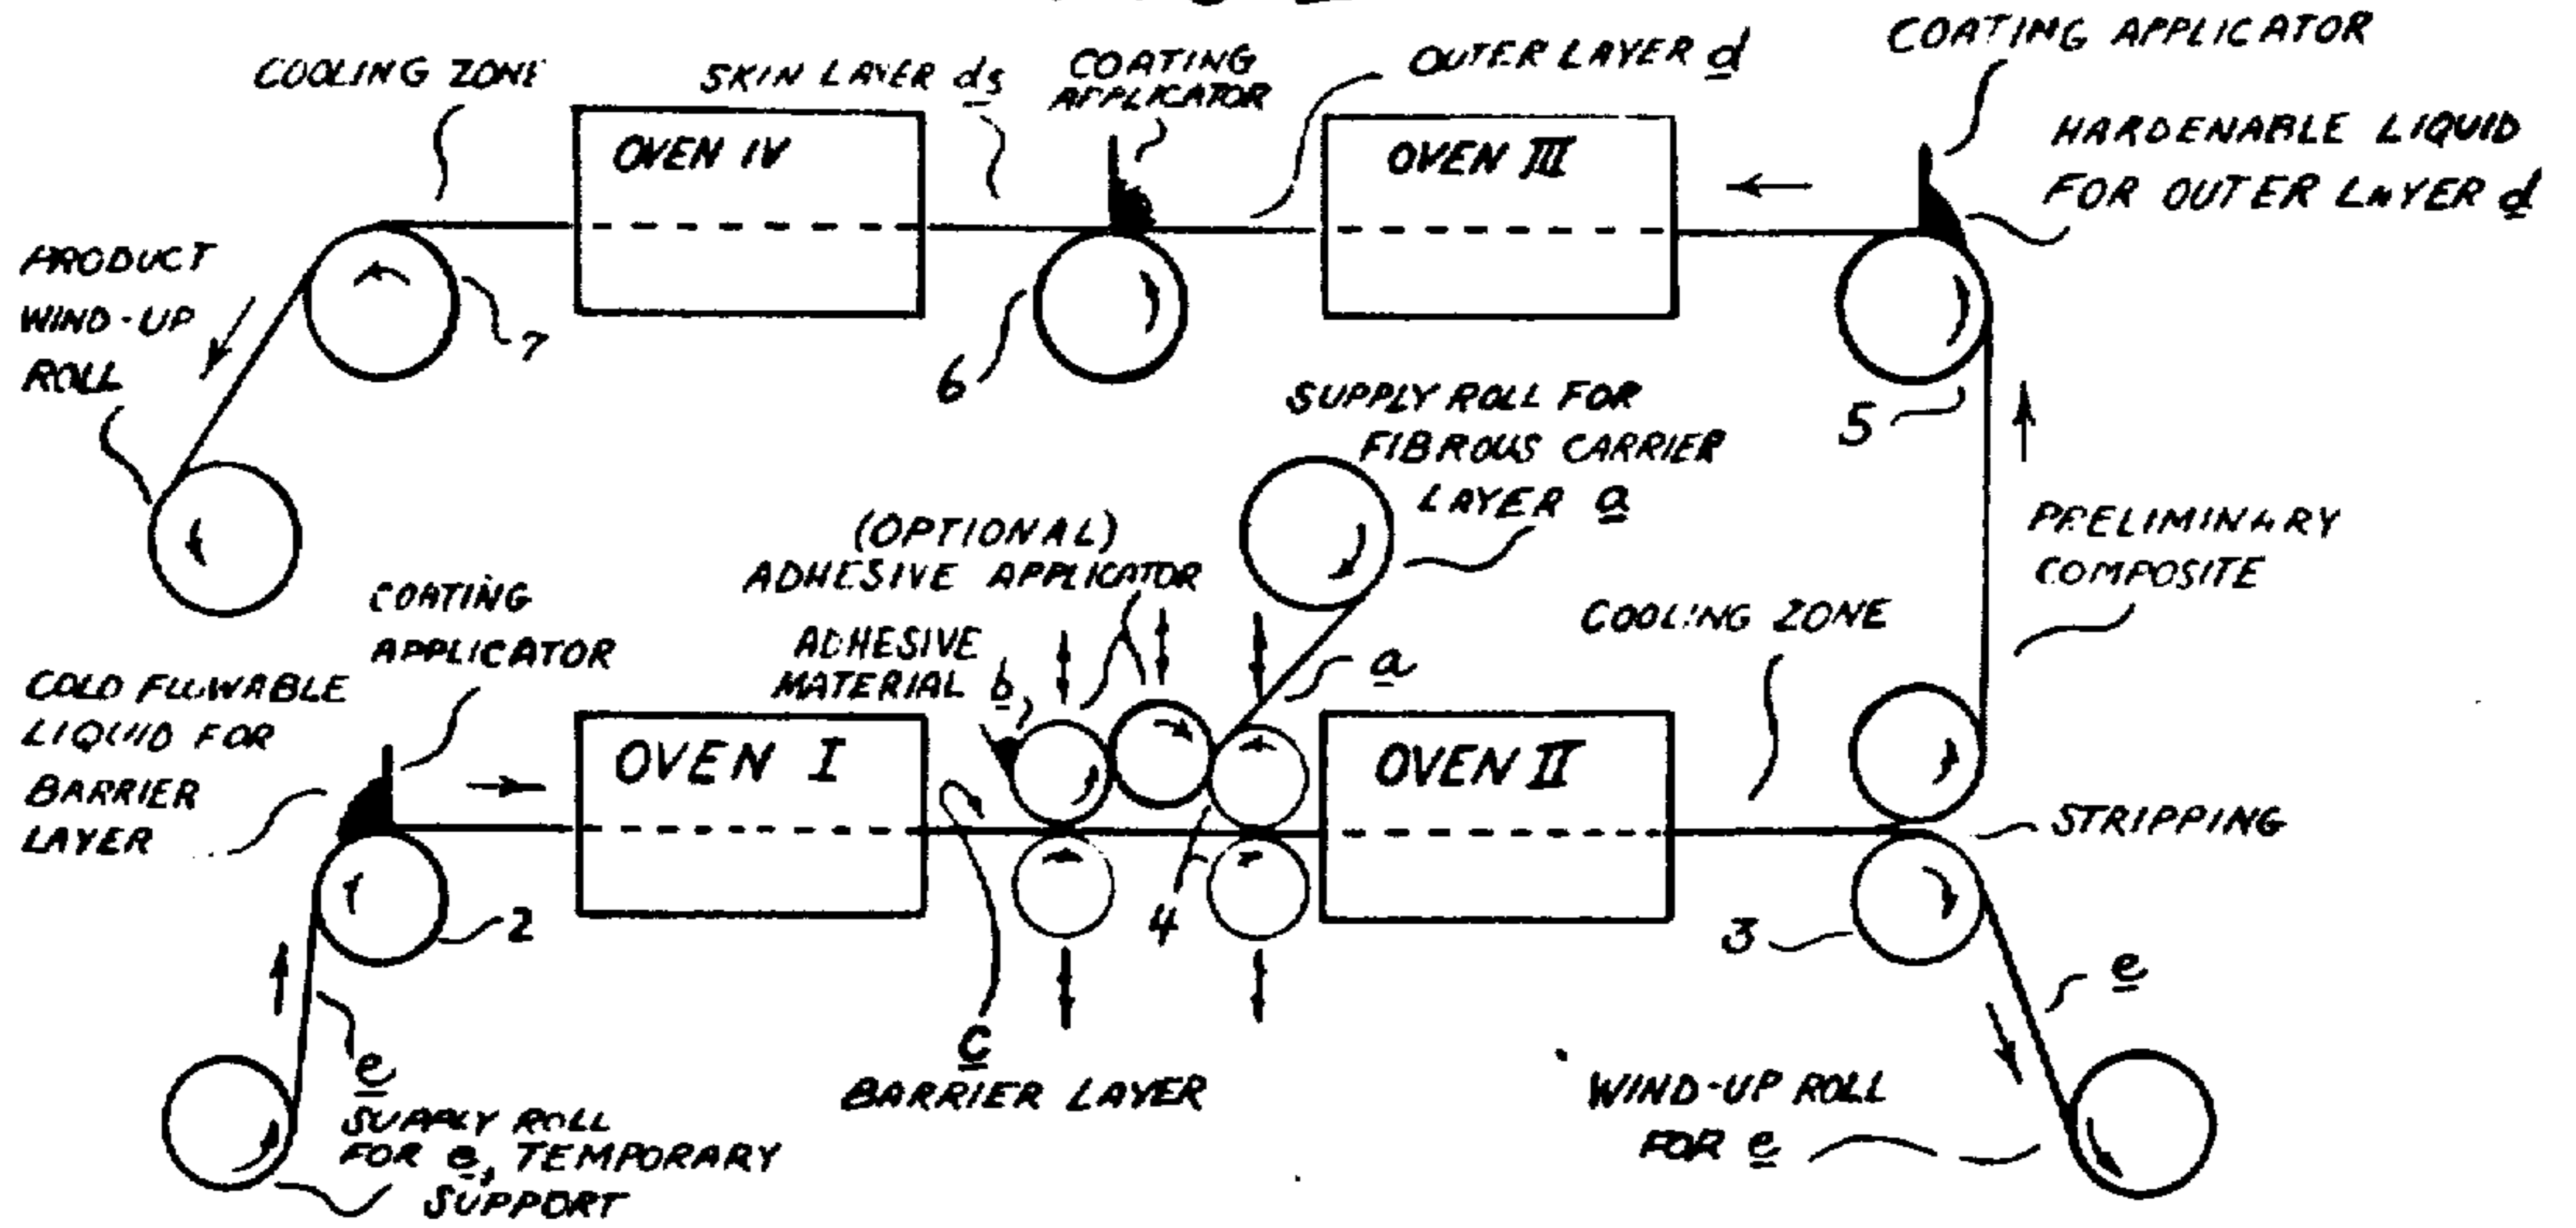 COOLING ZONE
SKIN LAYER ds
COATING
APPLICATOR
OUTER LAYER d
COATING APPLICATOR
HARDENABLE LIQUID
FOR OUTER LAYER d
OVEN IV
OVEN III
PRODUCT
WIND-UP
ROLL
7
6
5
SUPPLY ROLL FOR
FIBROUS CARRIER
LAYER a
(OPTIONAL)
ADHESIVE APPLICATOR
ADHESIVE
MATERIAL b
a
COOLING ZONE
PRELIMINARY
COMPOSITE
COATING
APPLICATOR
COLD FLOWABLE
LIQUID FOR
BARRIER
LAYER
OVEN I
OVEN II
STRIPPING
2
4
3
e
e
C
BARRIER LAYER
SUPPLY ROLL
FOR e, TEMPORARY
SUPPORT
WIND-UP ROLL
FOR e